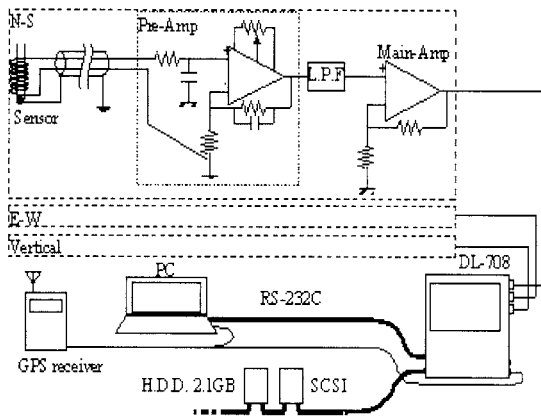 N-S
Pre-Amp
Main-Amp
L.P.F
Sensor
E-W
Vertical
DL-708
PC
RS-232C
GPS receiver
H.D.D. 2.1GB
SCSI